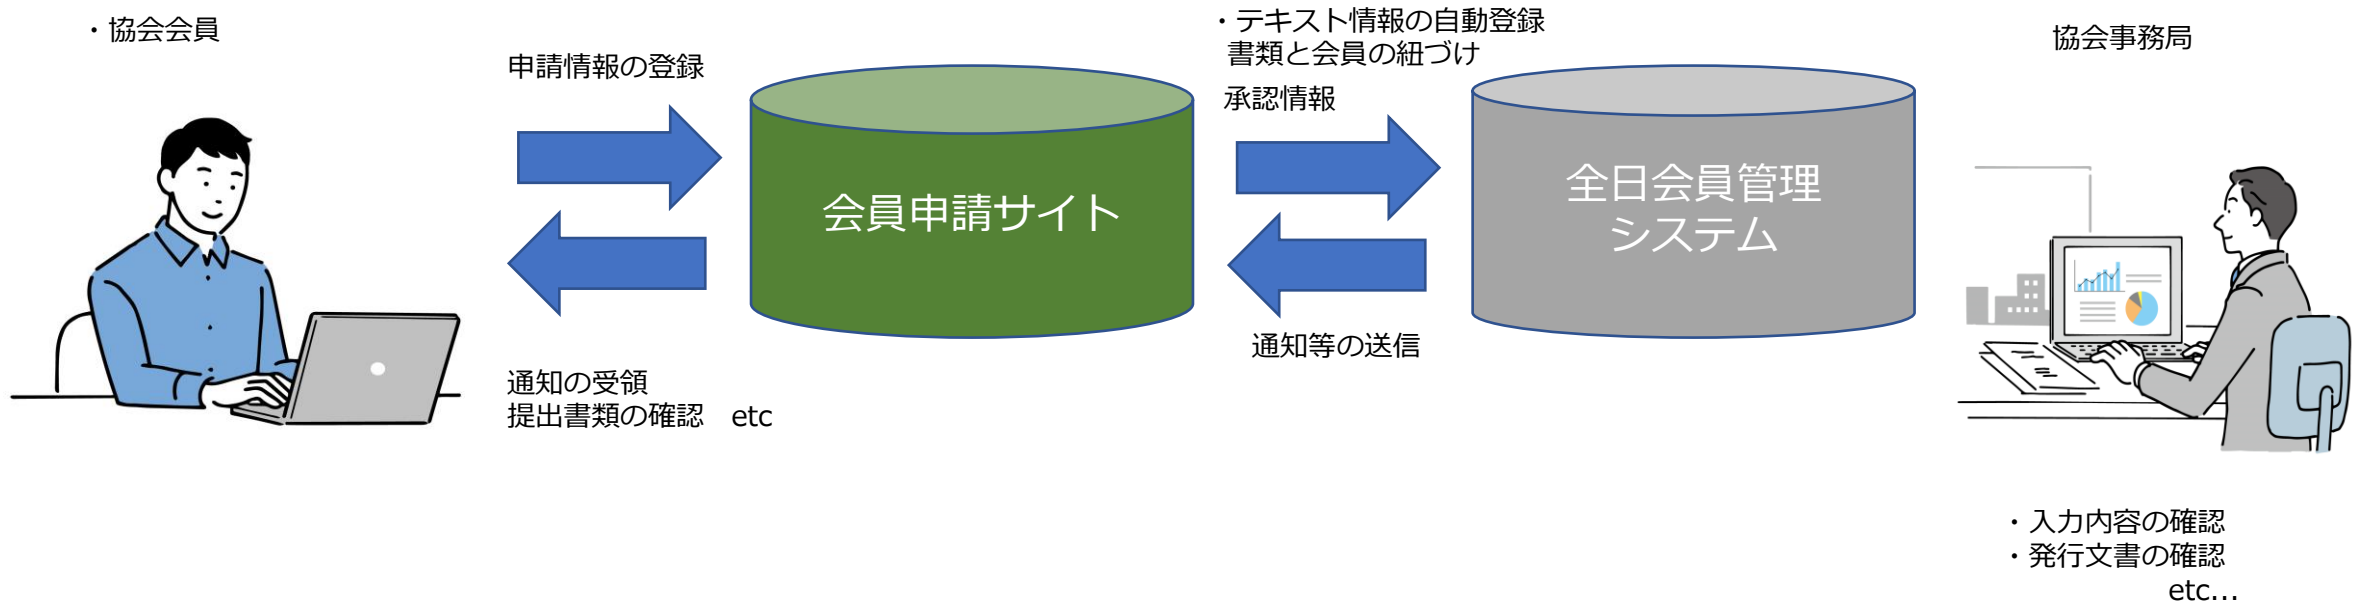 ・協会会員
申請情報の登録
通知の受領
提出書類の確認　etc
会員申請サイト
・テキスト情報の自動登録
書類と会員の紐づけ
承認情報
通知等の送信
全日会員管理
システム
協会事務局
・入力内容の確認
・発行文書の確認
etc…